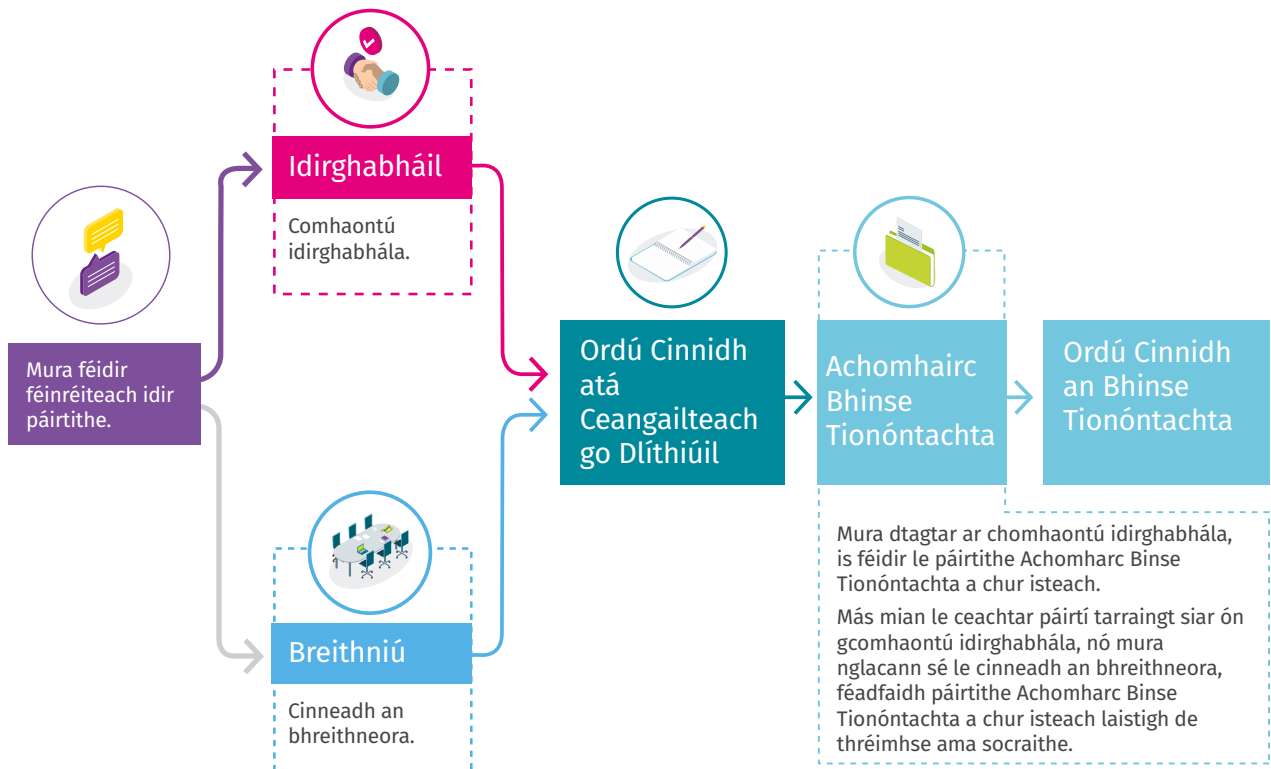 Mura féidir
féinréiteach idir
páirtithe.
Idirghabháil
Comhaontú
idirghabhála.
Breithniú
Cinneadh an
bhreithneora.
Ordú Cinnidh
atá
Ceangailteach
go Dlíthiúil
Achomhairc
Bhinse
Tionóntachta
Ordú Cinnidh
an Bhinse
Tionóntachta
Mura dtagtar ar chomhaontú idirghabhála,
is féidir le páirtithe Achomharc Binse
Tionóntachta a chur isteach.
Más mian le ceachtar páirtí tarraingt siar ón
gcomhaontú idirghabhála, nó mura
nglacann sé le cinneadh an bhreithneora,
féadfaidh páirtithe Achomharc Binse
Tionóntachta a chur isteach laistigh de
thréimhse ama socraithe.